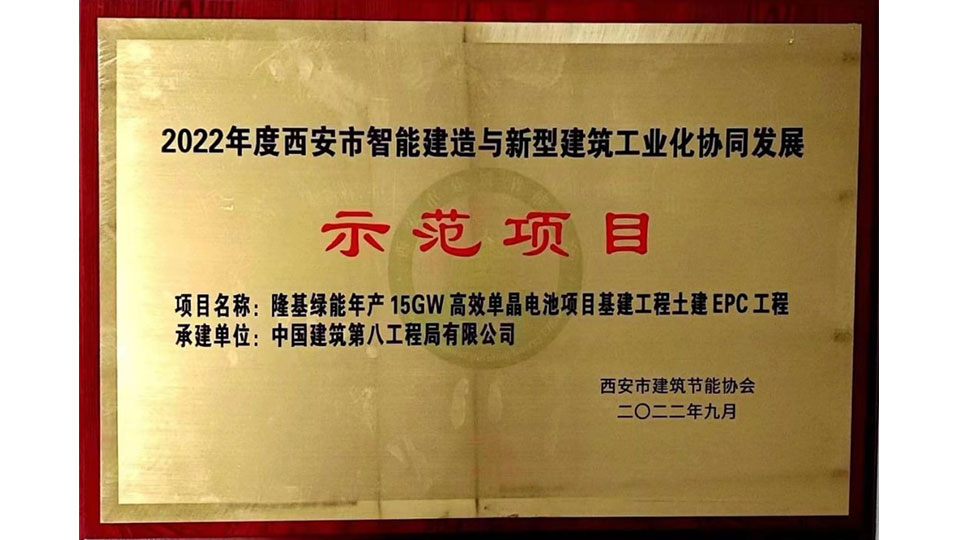 2022年度西安市智能建造与新型建筑工业化协同发展
示范项目
项目名称：隆基绿能年产15GW高效单晶电池项目基建工程土建EPC工程
承建单位：中国建筑第八工程局有限公司
西安市建筑节能协会
二〇二二年九月